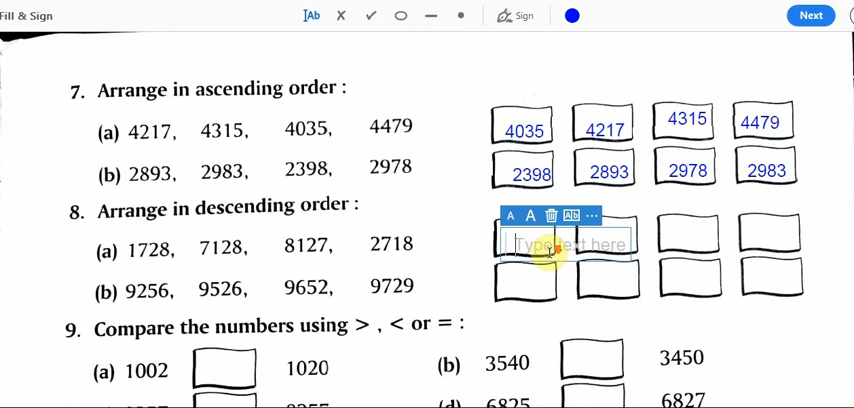 Fill & Sign Ab Sign Next
7. Arrange in ascending order :
(a) 4217, 4315, 4035, 4479 4035 4217 4315 4479
(b) 2893, 2983, 2398, 2978 2398 2893 2978 2983
8. Arrange in descending order :
A A Ab
(a) 1728, 7128, 8127, 2718 Type text here
(b) 9256, 9526, 9652, 9729
9. Compare the numbers using > , < or = :
(a) 1002 1020 (b) 3540 3450
(d) 6825 6827